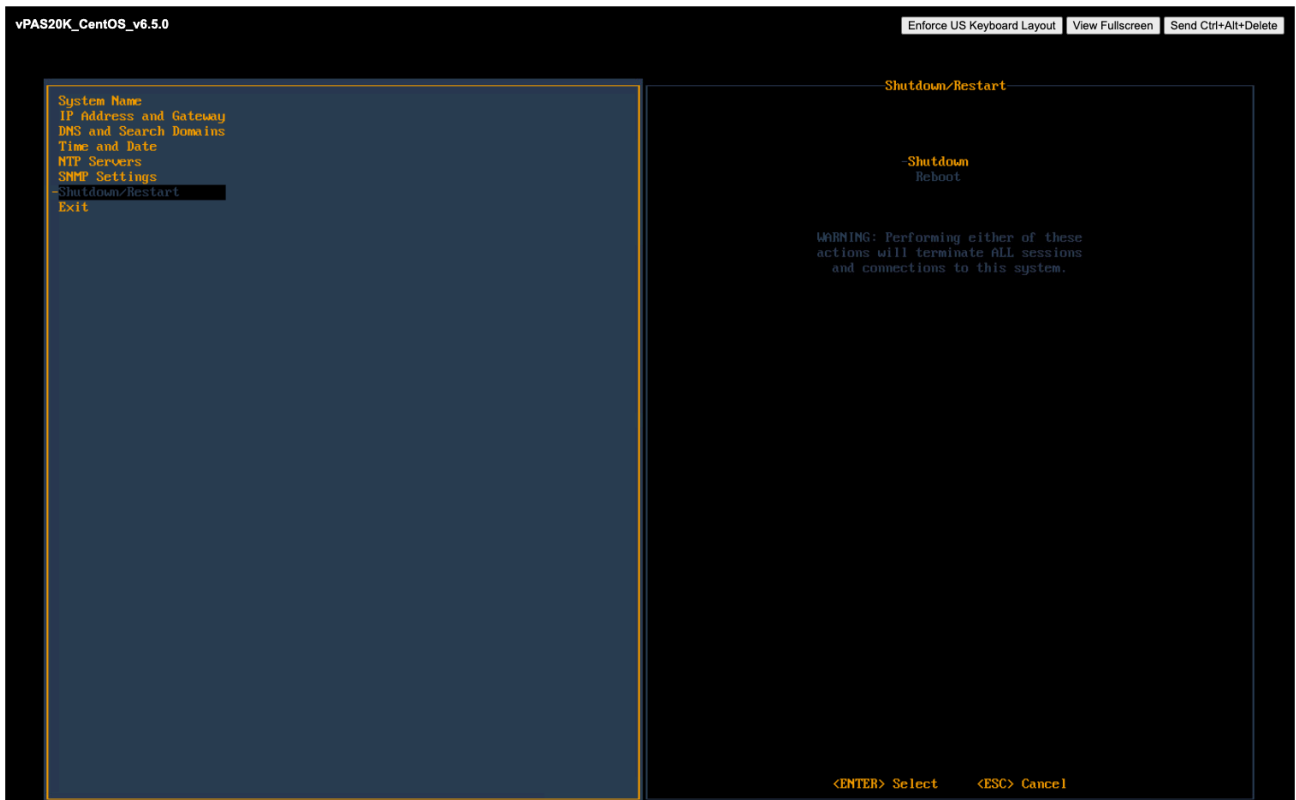 vPAS20K_CentOS_v6.5.0
Enforce US Keyboard Layout View Fullscreen Send Ctrl+Alt+Delete
System Name
IP Address and Gateway
DNS and Search Domains
Time and Date
NTP Servers
SNMP Settings
-Shutdown/Restart
Exit
Shutdown/Restart
-Shutdown
Reboot
WARNING: Performing either of these
actions will terminate ALL sessions
and connections to this system.
<ENTER> Select <ESC> Cancel